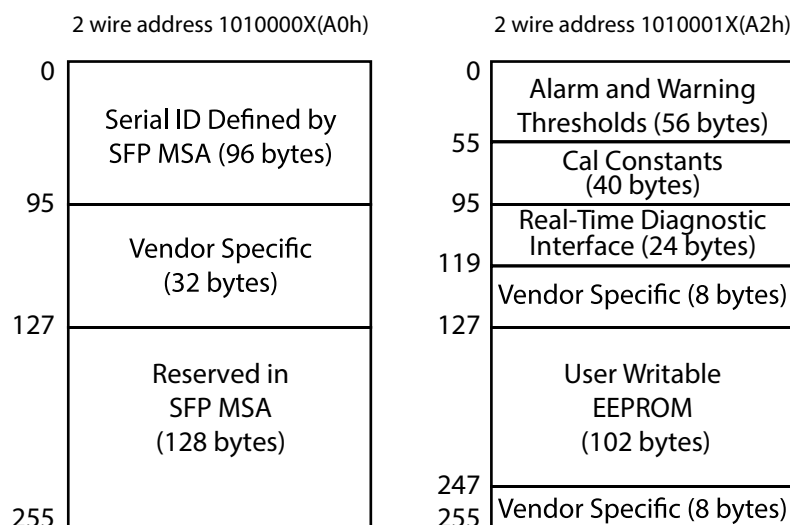 2 wire address 1010000X(A0h)
0
Serial ID Defined by
SFP MSA (96 bytes)
95
Vendor Specific
(32 bytes)
127
Reserved in
SFP MSA
(128 bytes)
255
2 wire address 1010001X(A2h)
0
Alarm and Warning
Thresholds (56 bytes)
55
Cal Constants
(40 bytes)
95
Real-Time Diagnostic
Interface (24 bytes)
119
Vendor Specific (8 bytes)
127
User Writable
EEPROM
(102 bytes)
247
Vendor Specific (8 bytes)
255